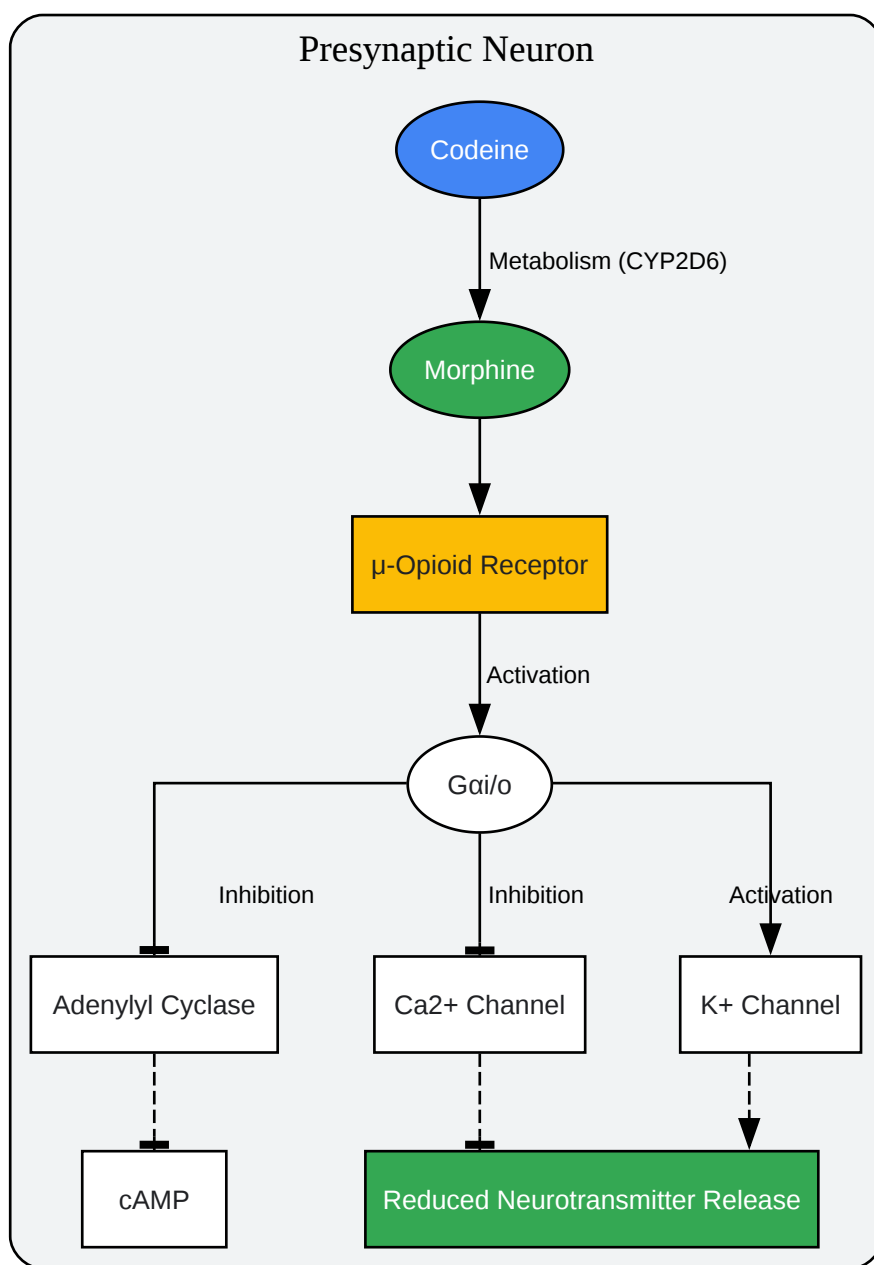 Presynaptic Neuron
Codeine
Metabolism (CYP2D6)
Morphine
μ-Opioid Receptor
Activation
Gαi/o
Inhibition
Inhibition
Activation
Adenylyl Cyclase
Ca2+ Channel
K+ Channel
cAMP
Reduced Neurotransmitter Release